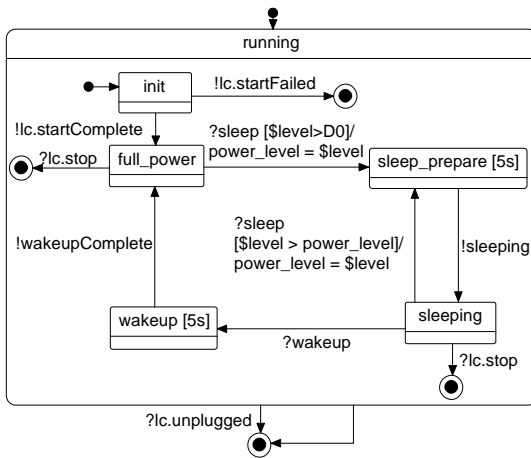 running
init
!lc.startFailed
!lc.startComplete
?sleep [$level>D0]/
power_level = $level
?lc.stop
full_power
sleep_prepare [5s]
?sleep
[$level > power_level]/
power_level = $level
!wakeupComplete
!sleeping
wakeup [5s]
sleeping
?wakeup
?lc.stop
?lc.unplugged